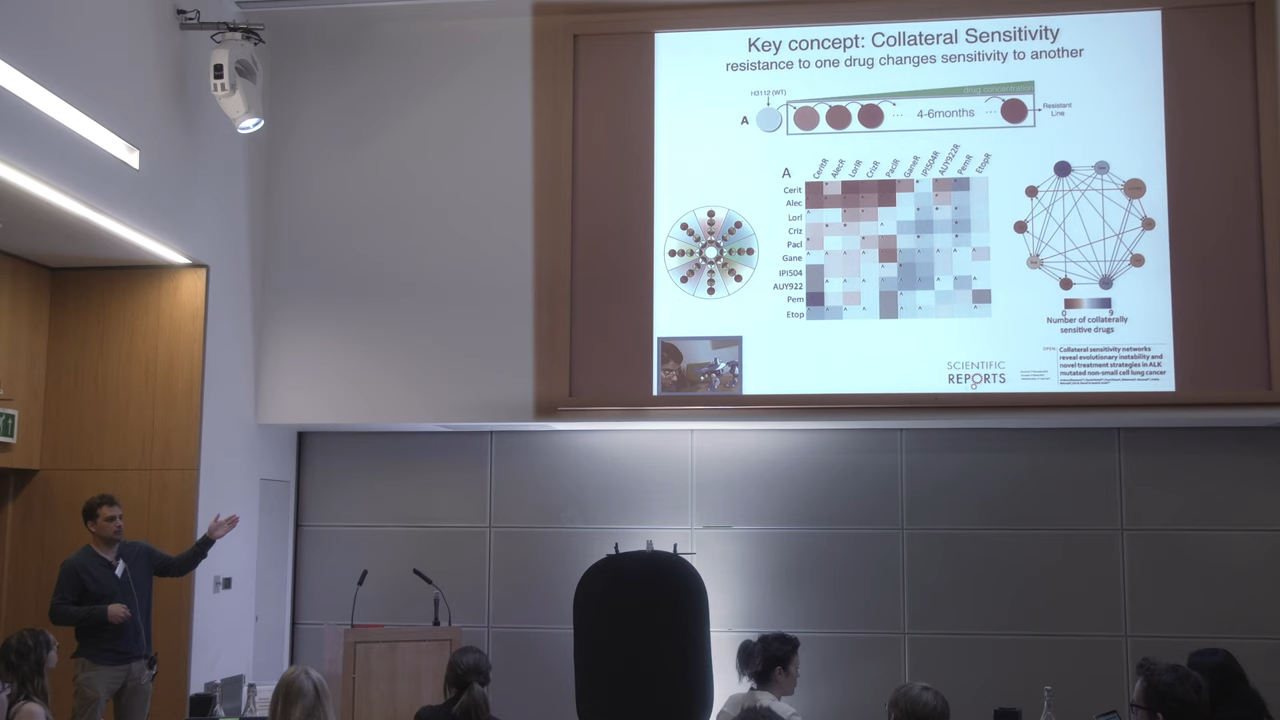 Key concept: Collateral Sensitivity
resistance to one drug changes sensitivity to another
drug concentration
H3112 (WT)
A
... 4-6months ...
Resistant
Line
A
CeritR AlecR LorlR CrizR PaclR GaneR IPI504R AUY922R PemR EtopR
Cerit
Alec
Lorl
Criz
Pacl
Gane
IPI504
AUY922
Pem
Etop
0 9
Number of collaterally
sensitive drugs
SCIENTIFIC
REPORTS
OPEN
Collateral sensitivity networks
reveal evolutionary instability and
novel treatment strategies in ALK
mutated non-small cell lung cancer